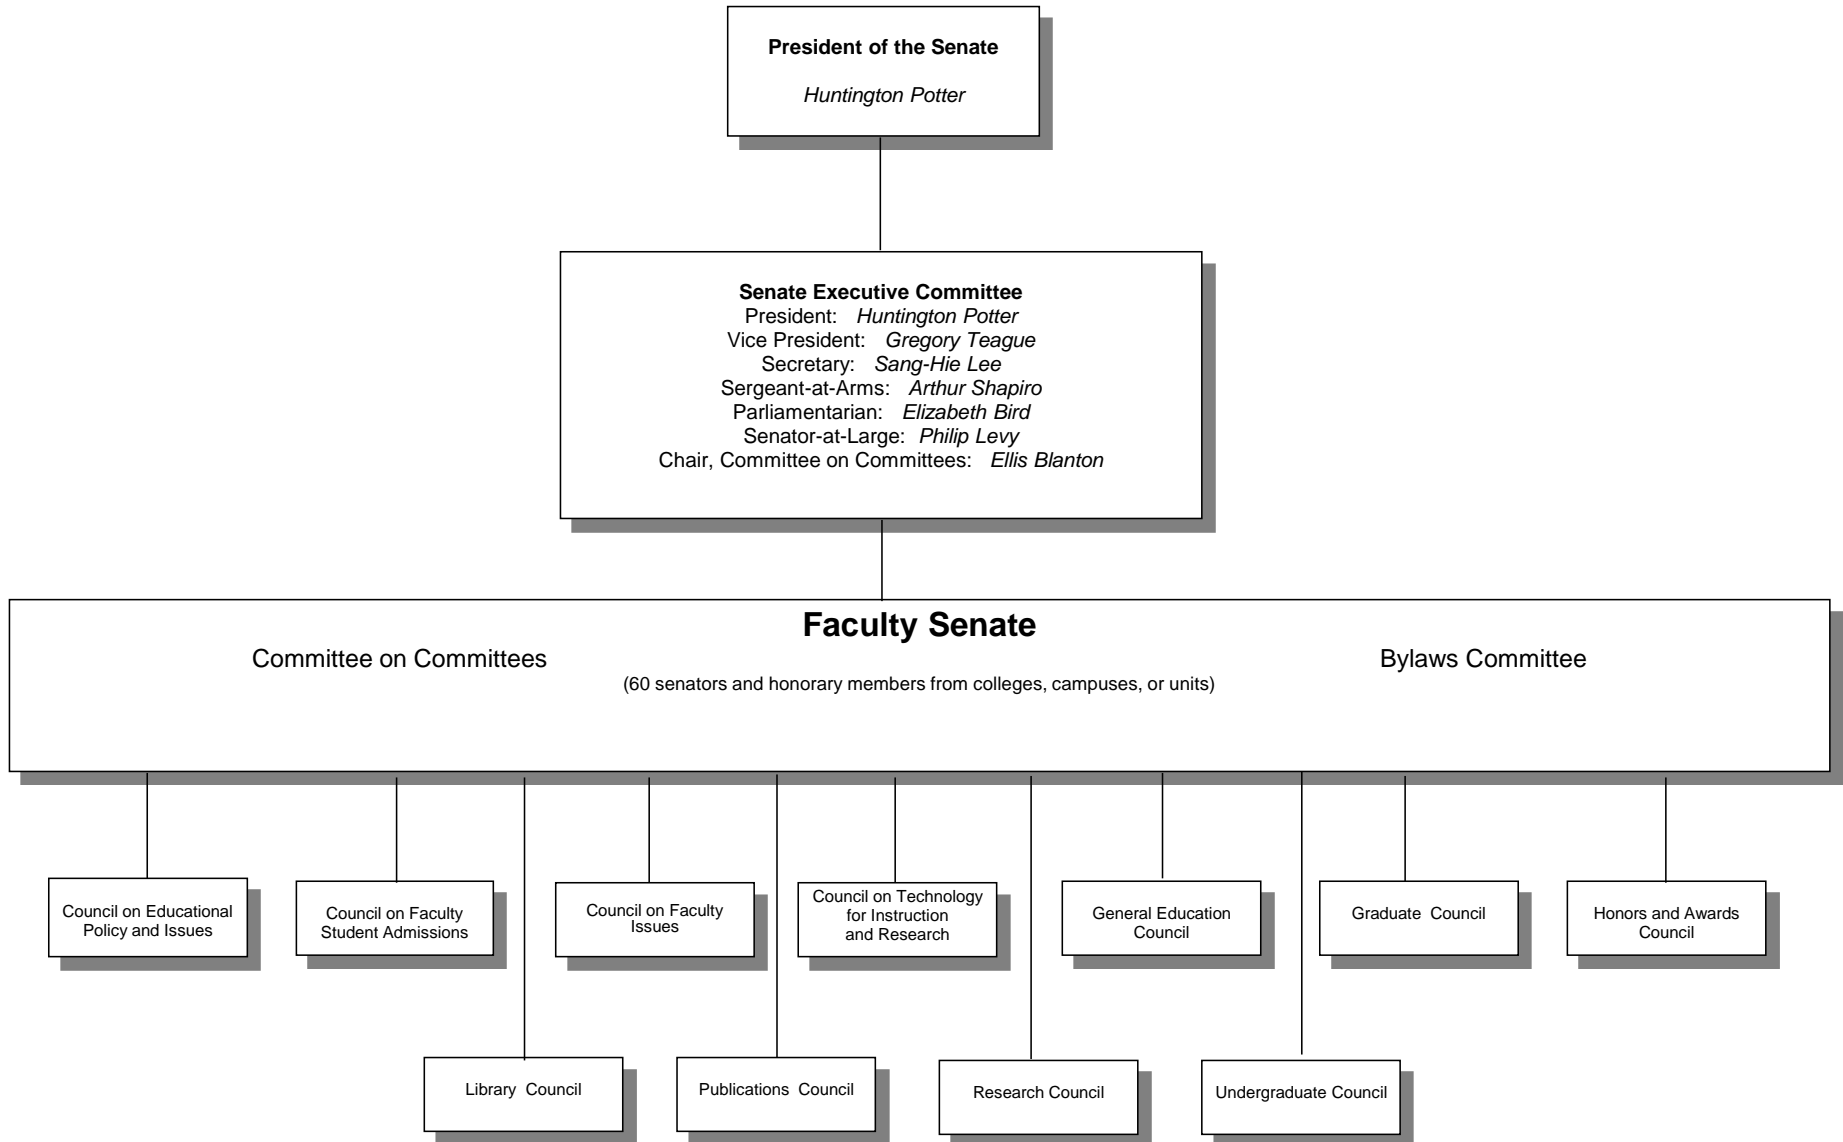 President of the Senate
Huntington Potter
Senate Executive Committee
President: Huntington Potter
Vice President: Gregory Teague
Secretary: Sang-Hie Lee
Sergeant-at-Arms: Arthur Shapiro
Parliamentarian: Elizabeth Bird
Senator-at-Large: Philip Levy
Chair, Committee on Committees: Ellis Blanton
Faculty Senate
Committee on Committees
Bylaws Committee
(60 senators and honorary members from colleges, campuses, or units)
Council on Educational
Policy and Issues
Council on Faculty
Student Admissions
Council on Faculty
Issues
Council on Technology
for Instruction
and Research
General Education
Council
Graduate Council
Honors and Awards
Council
Library Council
Publications Council
Research Council
Undergraduate Council